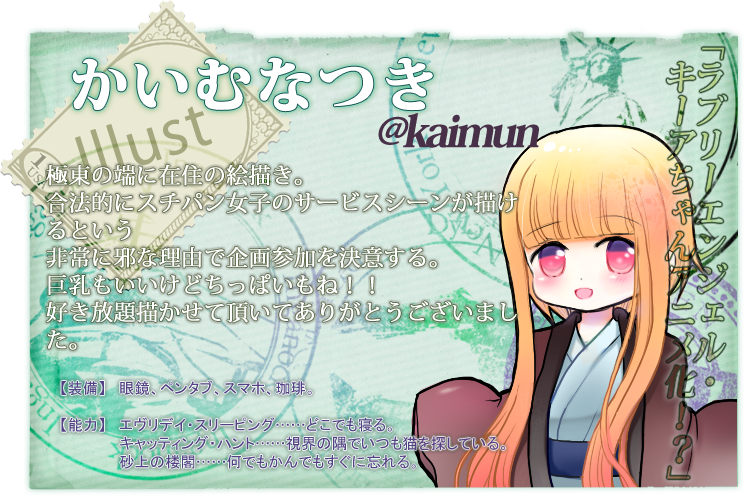 かいむなつき
@kaimun
Illust
極東の端に在住の絵描き。
合法的にスチパン女子のサービスシーンが描け
るという
非常に邪な理由で企画参加を決意する。
巨乳もいいけどちっぱいもね！！
好き放題描かせて頂いてありがとうございまし
た。
【装備】 眼鏡、ペンタブ、スマホ、珈琲。
【能力】 エヴリデイ・スリーピング……どこでも寝る。
キャッティング・ハント……視界の隅でいつも猫を探している。
砂上の楼閣……何でもかんでもすぐに忘れる。
「ラブリーエンジェル・
キーアちゃんアニメ化！？」